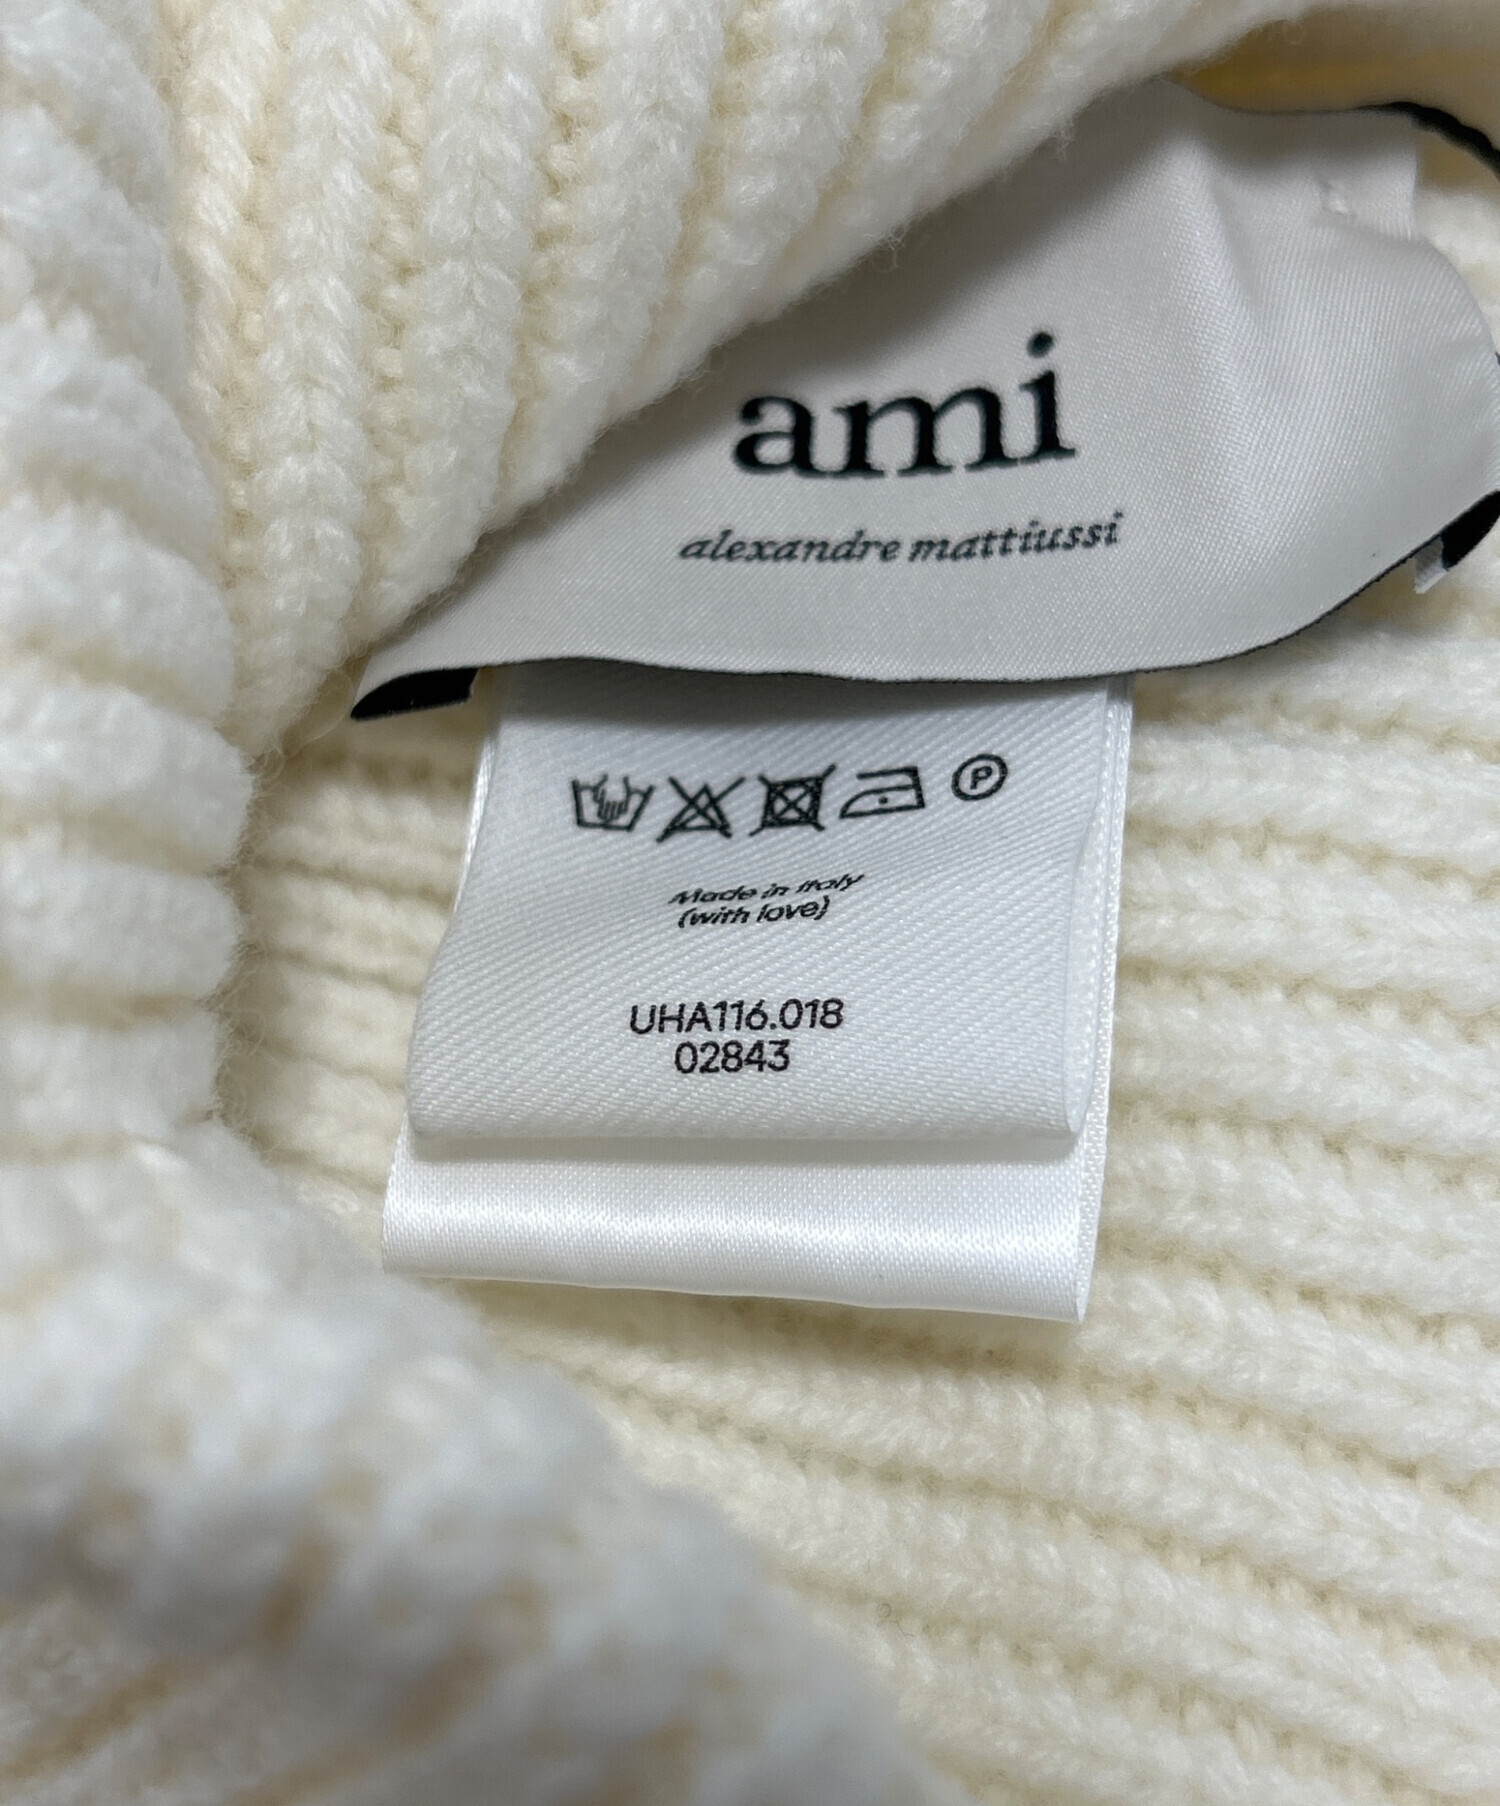 ami
alexandre mattiussi
P
Made in Italy
(with love)
UHA116.018
02843